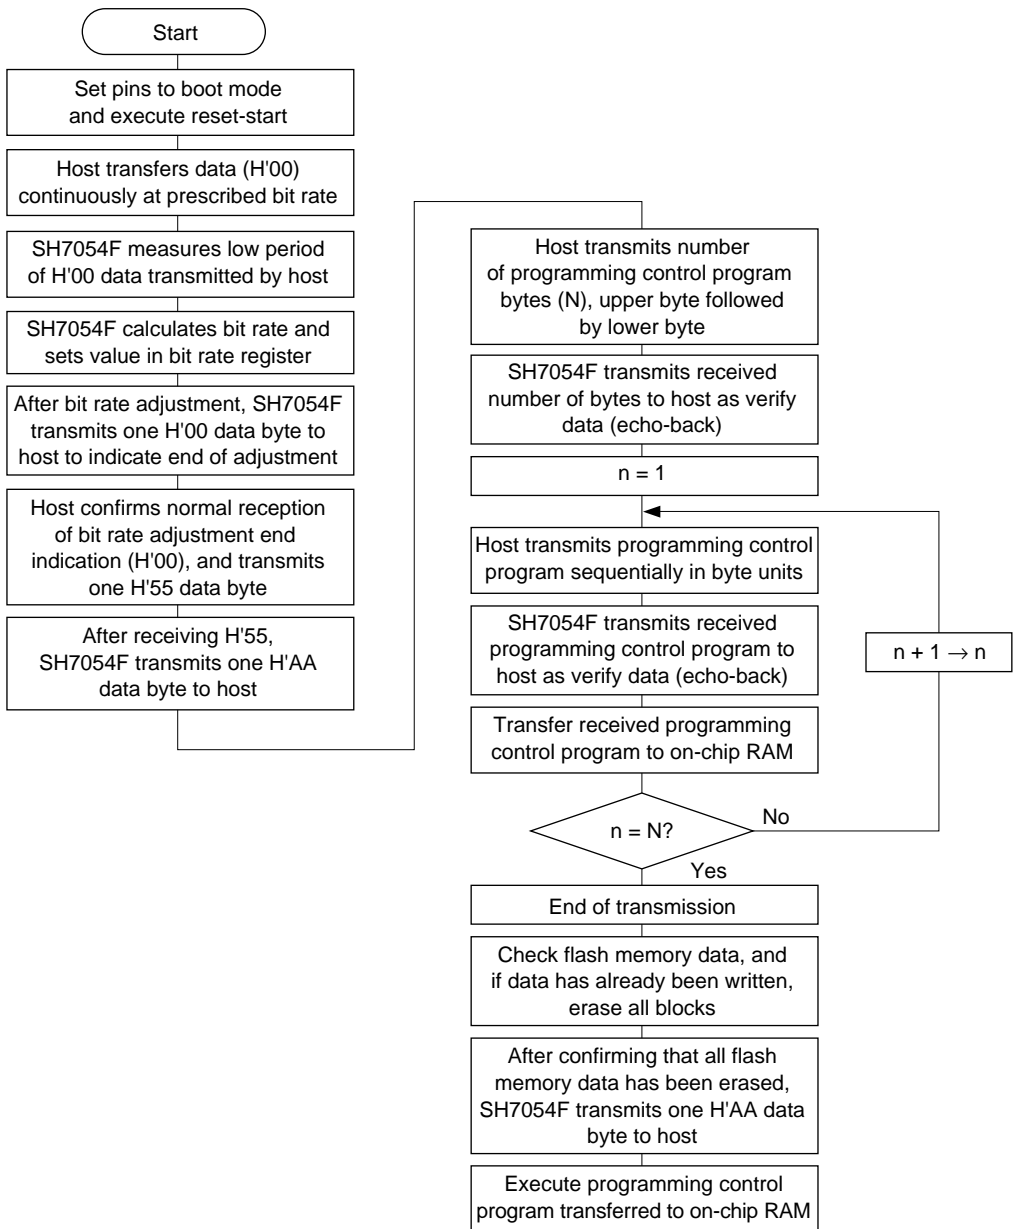 Start
Set pins to boot mode
and execute reset-start
Host transfers data (H'00)
continuously at prescribed bit rate
SH7054F measures low period
of H'00 data transmitted by host
SH7054F calculates bit rate and
sets value in bit rate register
After bit rate adjustment, SH7054F
transmits one H'00 data byte to
host to indicate end of adjustment
Host confirms normal reception
of bit rate adjustment end
indication (H'00), and transmits
one H'55 data byte
After receiving H'55,
SH7054F transmits one H'AA
data byte to host
Host transmits number
of programming control program
bytes (N), upper byte followed
by lower byte
SH7054F transmits received
number of bytes to host as verify
data (echo-back)
n = 1
Host transmits programming control
program sequentially in byte units
SH7054F transmits received
programming control program to
host as verify data (echo-back)
n + 1 → n
Transfer received programming
control program to on-chip RAM
n = N?
No
Yes
End of transmission
Check flash memory data, and
if data has already been written,
erase all blocks
After confirming that all flash
memory data has been erased,
SH7054F transmits one H'AA data
byte to host
Execute programming control
program transferred to on-chip RAM